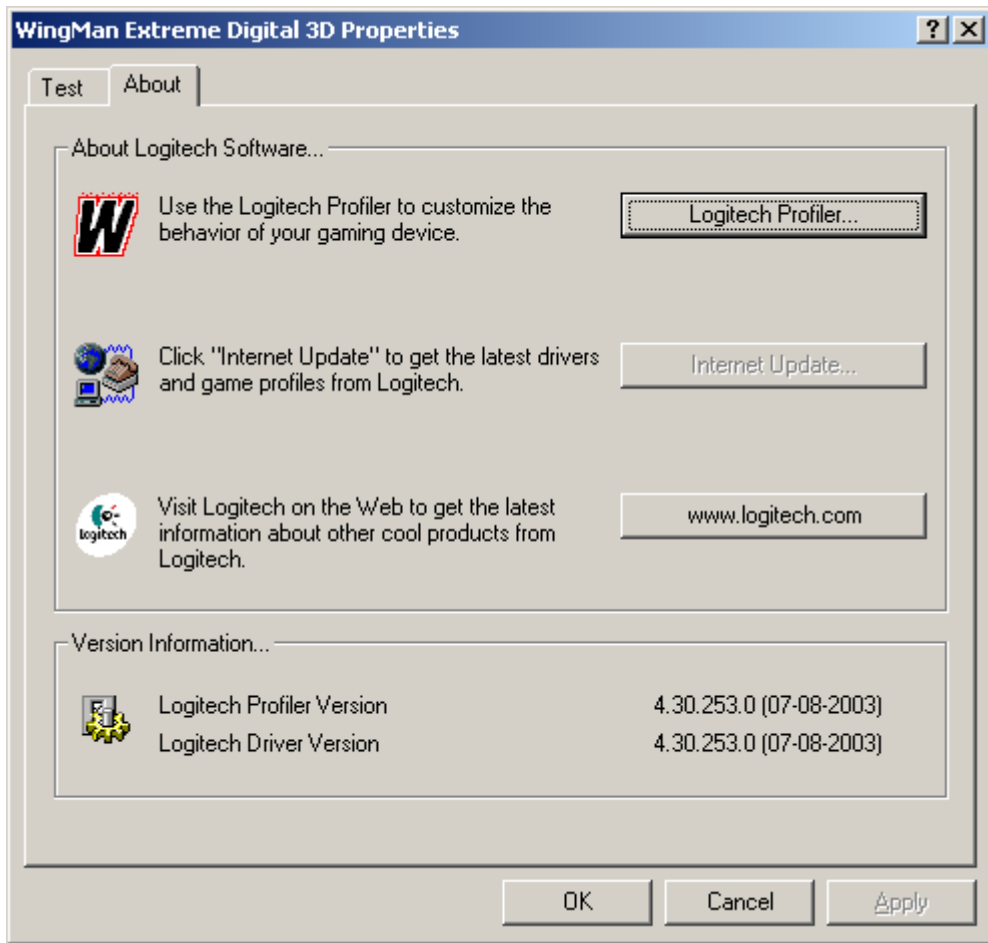 WingMan Extreme Digital 3D Properties
Test
About
About Logitech Software...
W
Use the Logitech Profiler to customize the
behavior of your gaming device.
Logitech Profiler...
Click "Internet Update" to get the latest drivers
and game profiles from Logitech.
Internet Update...
Logitech
Visit Logitech on the Web to get the latest
information about other cool products from
Logitech.
www.logitech.com
Version Information...
Logitech Profiler Version
4.30.253.0 (07-08-2003)
Logitech Driver Version
4.30.253.0 (07-08-2003)
OK
Cancel
Apply